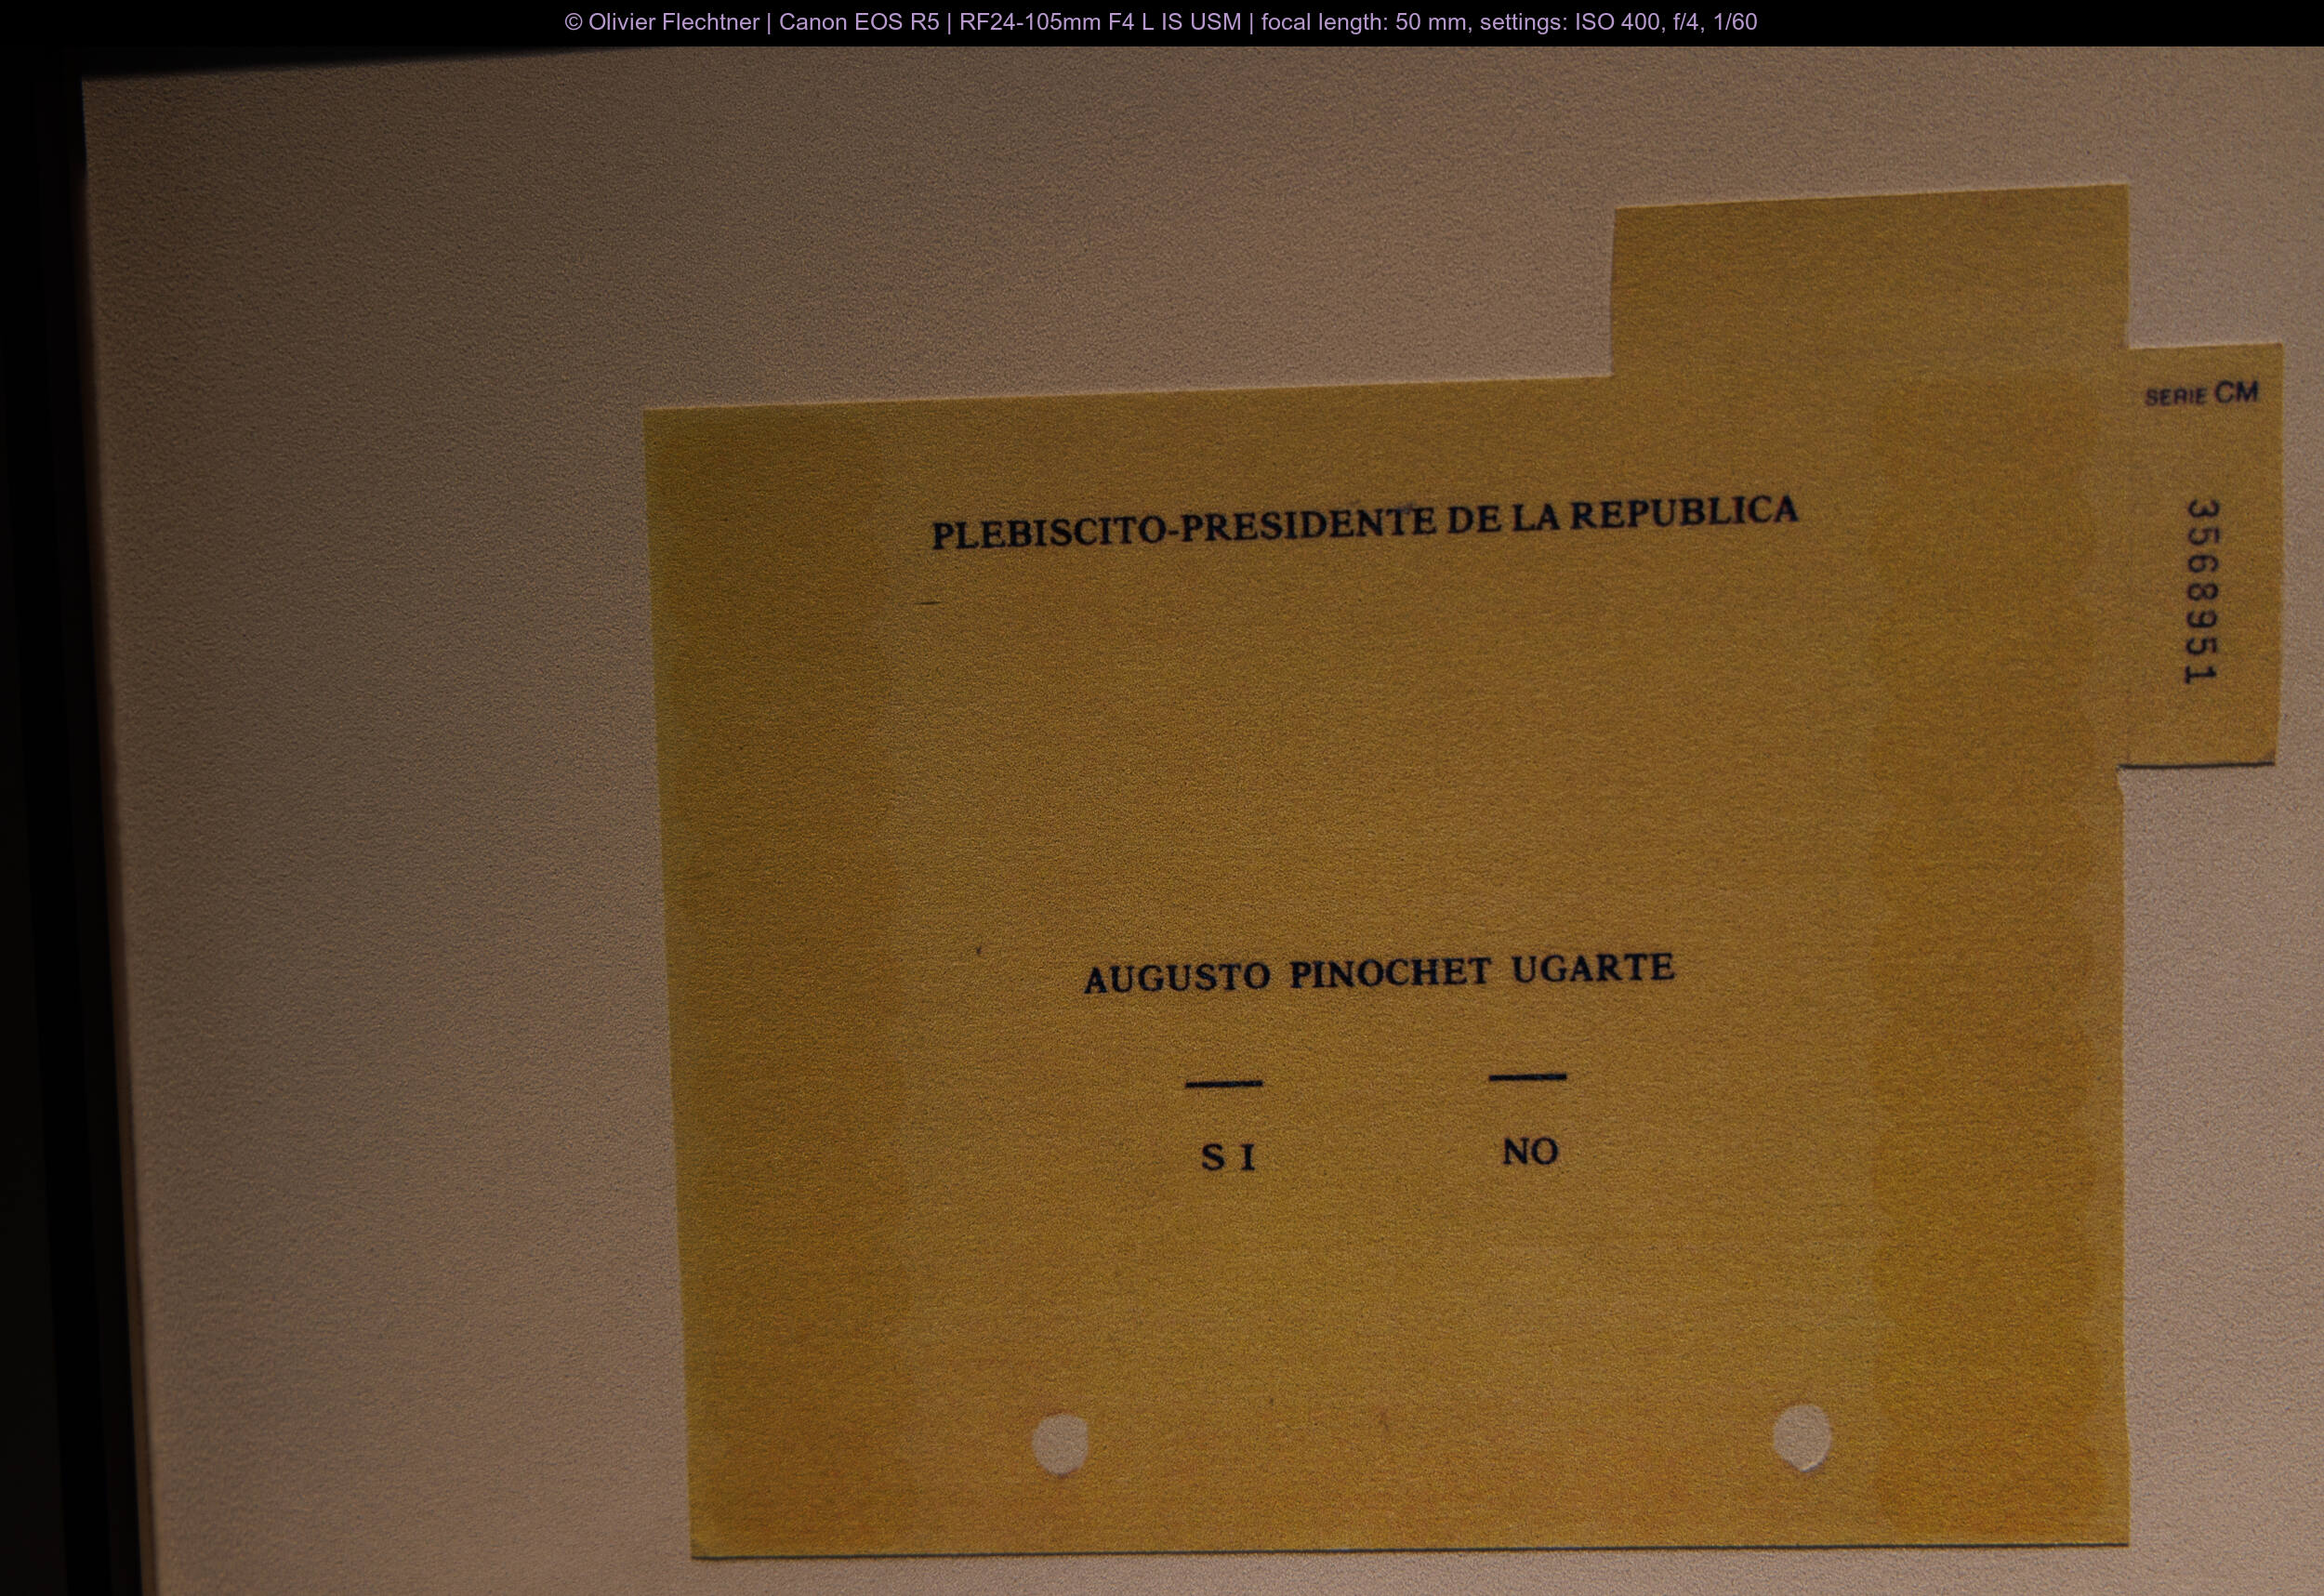 © Olivier Flechtner | Canon EOS R5 | RF24-105mm F4 L IS USM | focal length: 50 mm, settings: ISO 400, f/4, 1/60
SERIE CM
3568951
PLEBISCITO-PRESIDENTE DE LA REPUBLICA
AUGUSTO PINOCHET UGARTE
S I NO